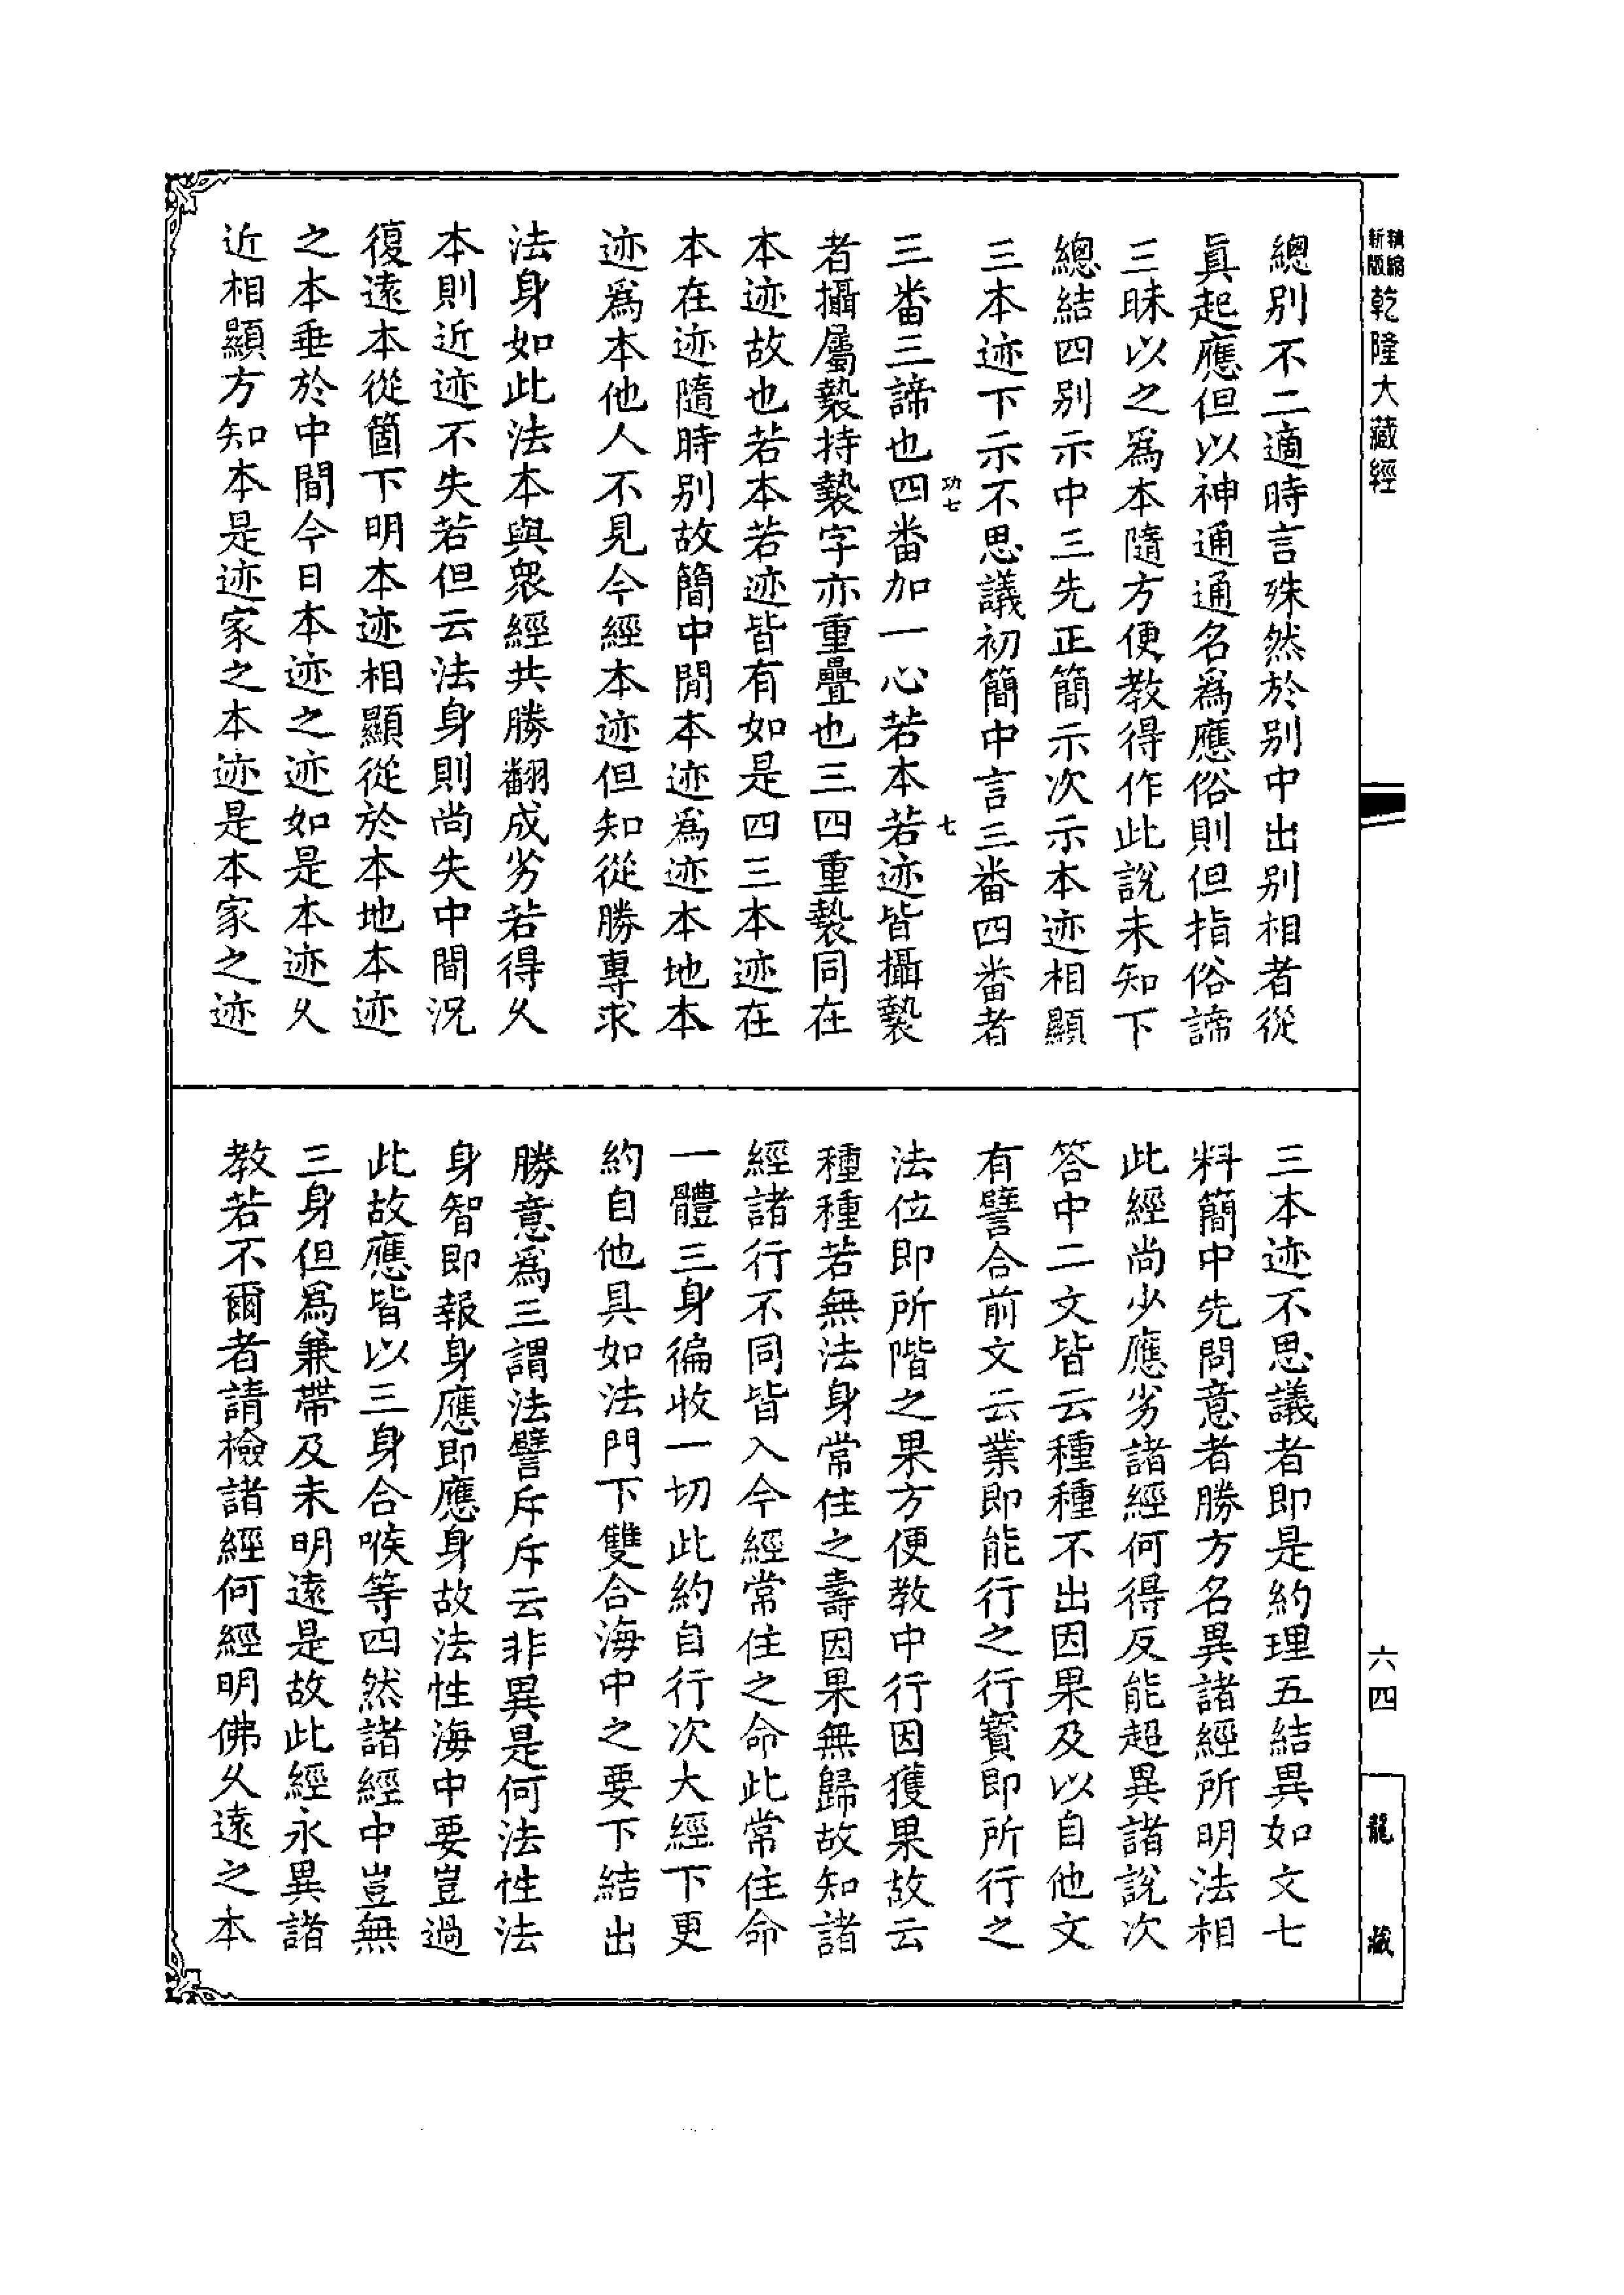 新版
精縮
乾隆大藏經
六四
龍藏
總別不二適時言殊然於別中出別相者從
眞起應但以神通通名爲應俗則但指俗諦
三昧以之爲本隨方便教得作此說未知下
總結四別示中三先正簡示次示本迹相顯
三本迹下示不思議初簡中言三番四番者
功七
七
三番三諦也四番加一心若本若迹皆攝褺
者攝屬褺持褺字亦重疊也三四重褺同在
本迹故也若本若迹皆有如是四三本迹在
本在迹隨時別故簡中閒本迹爲迹本地本
迹爲本他人不見今經本迹但知從勝專求
法身如此法本與衆經共勝翻成劣若得久
本則近迹不失若但云法身則尚失中間況
復遠本從箇下明本迹相顯從於本地本迹
之本垂於中間今日本迹之迹如是本迹久
近相顯方知本是迹家之本迹是本家之迹
三本迹不思議者即是約理五結異如文七
料簡中先問意者勝方名異諸經所明法相
此經尚少應劣諸經何得反能超異諸說次
答中二文皆云種種不出因果及以自他文
有譬合前文云業即能行之行寶即所行之
法位即所階之果方便教中行因獲果故云
種種若無法身常住之壽因果無歸故知諸
經諸行不同皆入今經常住之命此常住命
一體三身徧收一切此約自行次大經下更
約自他具如法門下雙合海中之要下結出
勝意爲三謂法譬斥斥云非異是何法性法
身智即報身應即應身故法性海中要豈過
此故應皆以三身合喉等四然諸經中豈無
三身但爲兼帶及未明遠是故此經永異諸
教若不爾者請檢諸經何經明佛久遠之本